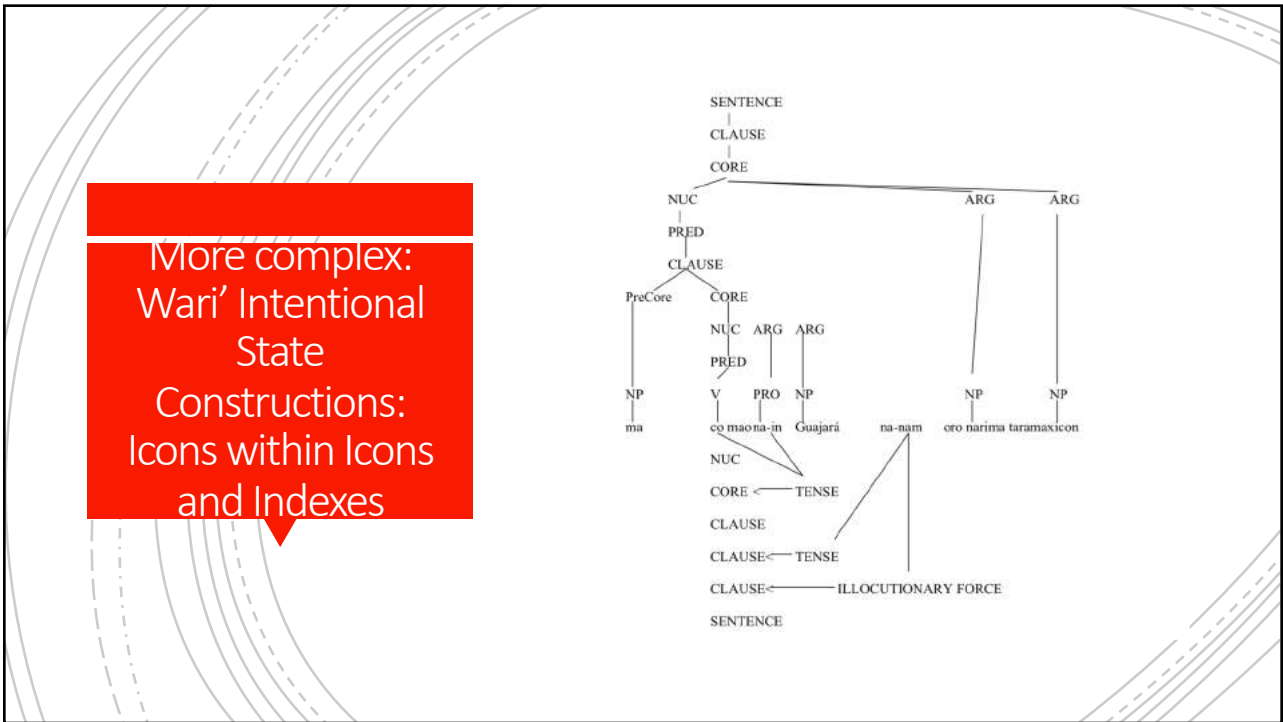 More complex:
Wari’ Intentional
State
Constructions:
Icons within Icons
and Indexes
SENTENCE
CLAUSE
CORE
NUC ARG ARG
PRED
CLAUSE
PreCore CORE
NUC ARG ARG
PRED
NP V PRO NP NP NP
ma co mao na-in Guajará na-nam oro narima taramaxicon
NUC
CORE < TENSE
CLAUSE
CLAUSE< TENSE
CLAUSE< ILLOCUTIONARY FORCE
SENTENCE